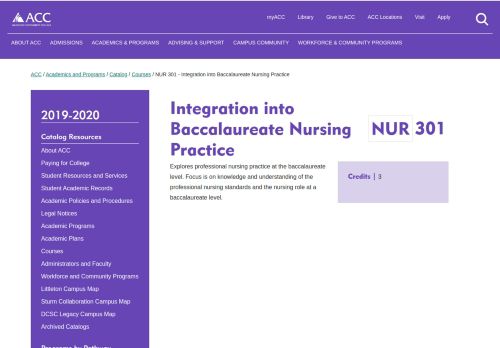 myACC Library Give to ACC ACC Locations Visit Apply
ACC
ABOUT ACC ADMISSIONS ACADEMICS & PROGRAMS ADVISING & SUPPORT CAMPUS COMMUNITY WORKFORCE & COMMUNITY PROGRAMS
ACC / Academics and Programs / Catalog / Courses / NUR 301 - Integration into Baccalaureate Nursing Practice
2019-2020
Catalog Resources
About ACC
Paying for College
Student Resources and Services
Student Academic Records
Academic Policies and Procedures
Legal Notices
Academic Programs
Academic Plans
Courses
Administrators and Faculty
Workforce and Community Programs
Littleton Campus Map
Sturm Collaboration Campus Map
DCSC Legacy Campus Map
Archived Catalogs
Integration into
Baccalaureate Nursing
Practice
NUR 301
Explores professional nursing practice at the baccalaureate
level. Focus is on knowledge and understanding of the
professional nursing standards and the nursing role at a
baccalaureate level.
Credits | 3
Programs by Pathway